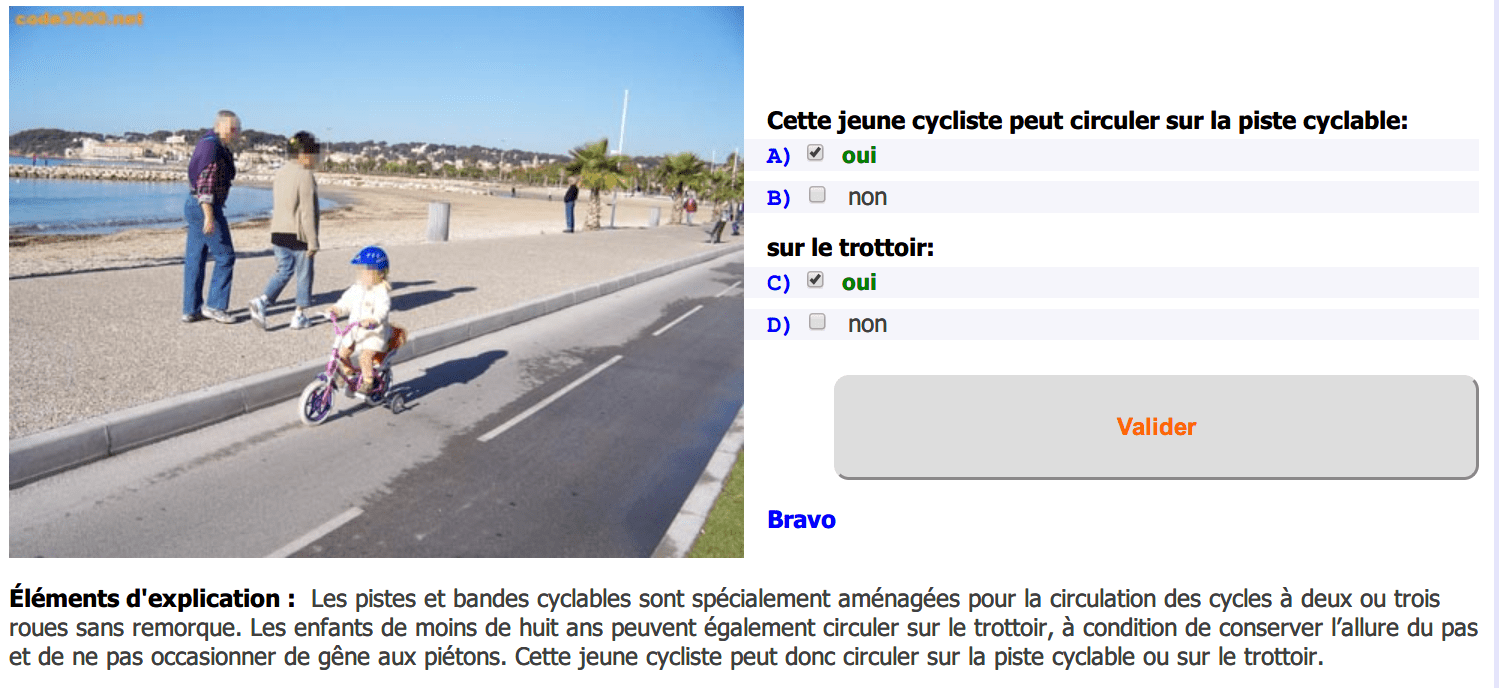 code3000.net
Cette jeune cycliste peut circuler sur la piste cyclable:
A) oui
B) non
sur le trottoir:
C) oui
D) non
Valider
Bravo
Éléments d'explication : Les pistes et bandes cyclables sont spécialement aménagées pour la circulation des cycles à deux ou trois
roues sans remorque. Les enfants de moins de huit ans peuvent également circuler sur le trottoir, à condition de conserver l’allure du pas
et de ne pas occasionner de gêne aux piétons. Cette jeune cycliste peut donc circuler sur la piste cyclable ou sur le trottoir.